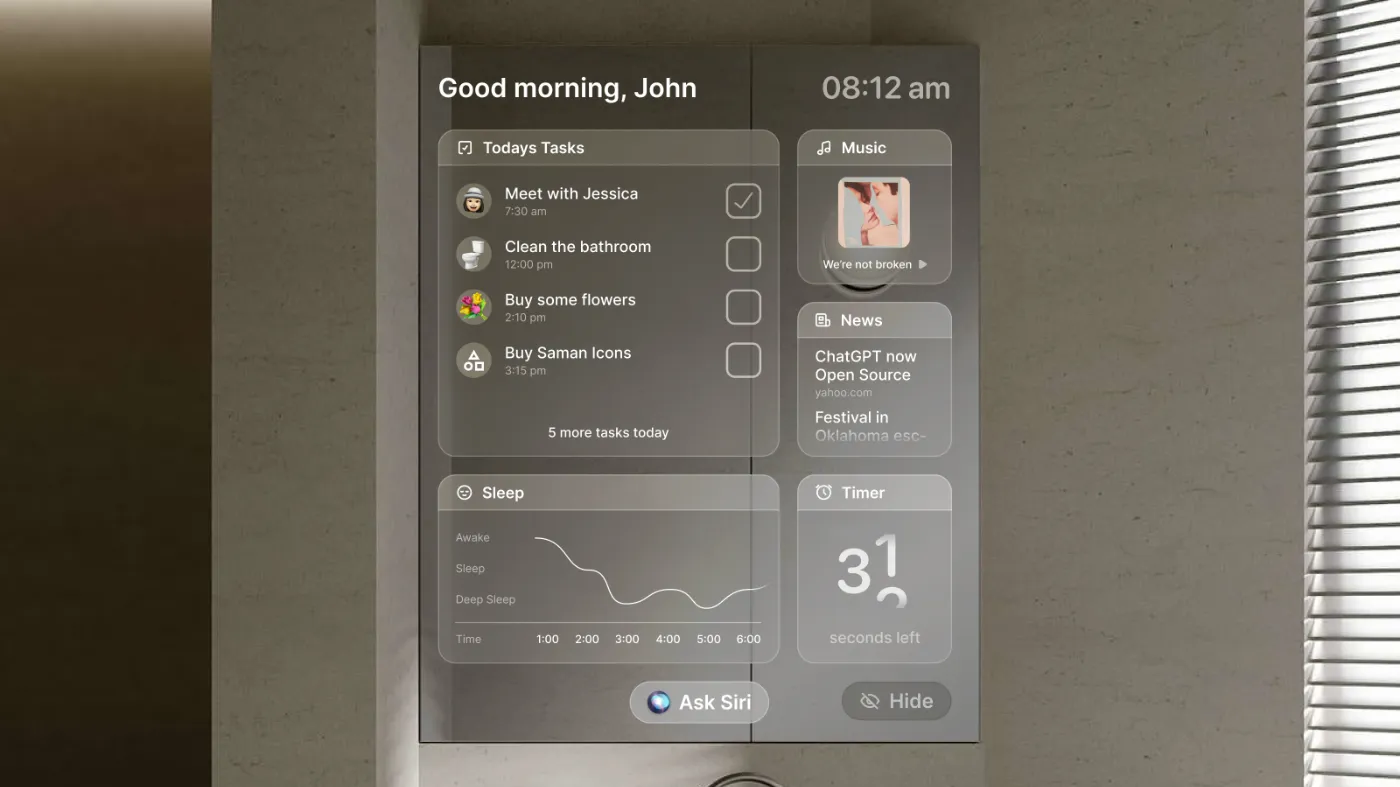 Good morning, John
08:12 am
Todays Tasks
Meet with Jessica
7:30 am
Clean the bathroom
12:00 pm
Buy some flowers
2:10 pm
Buy Saman Icons
3:15 pm
5 more tasks today
Music
We're not broken
News
ChatGPT now
Open Source
yahoo.com
Festival in
Oklahoma esc-
Sleep
Awake
Sleep
Deep Sleep
Time 1:00 2:00 3:00 4:00 5:00 6:00
Timer
31
seconds left
Ask Siri
Hide